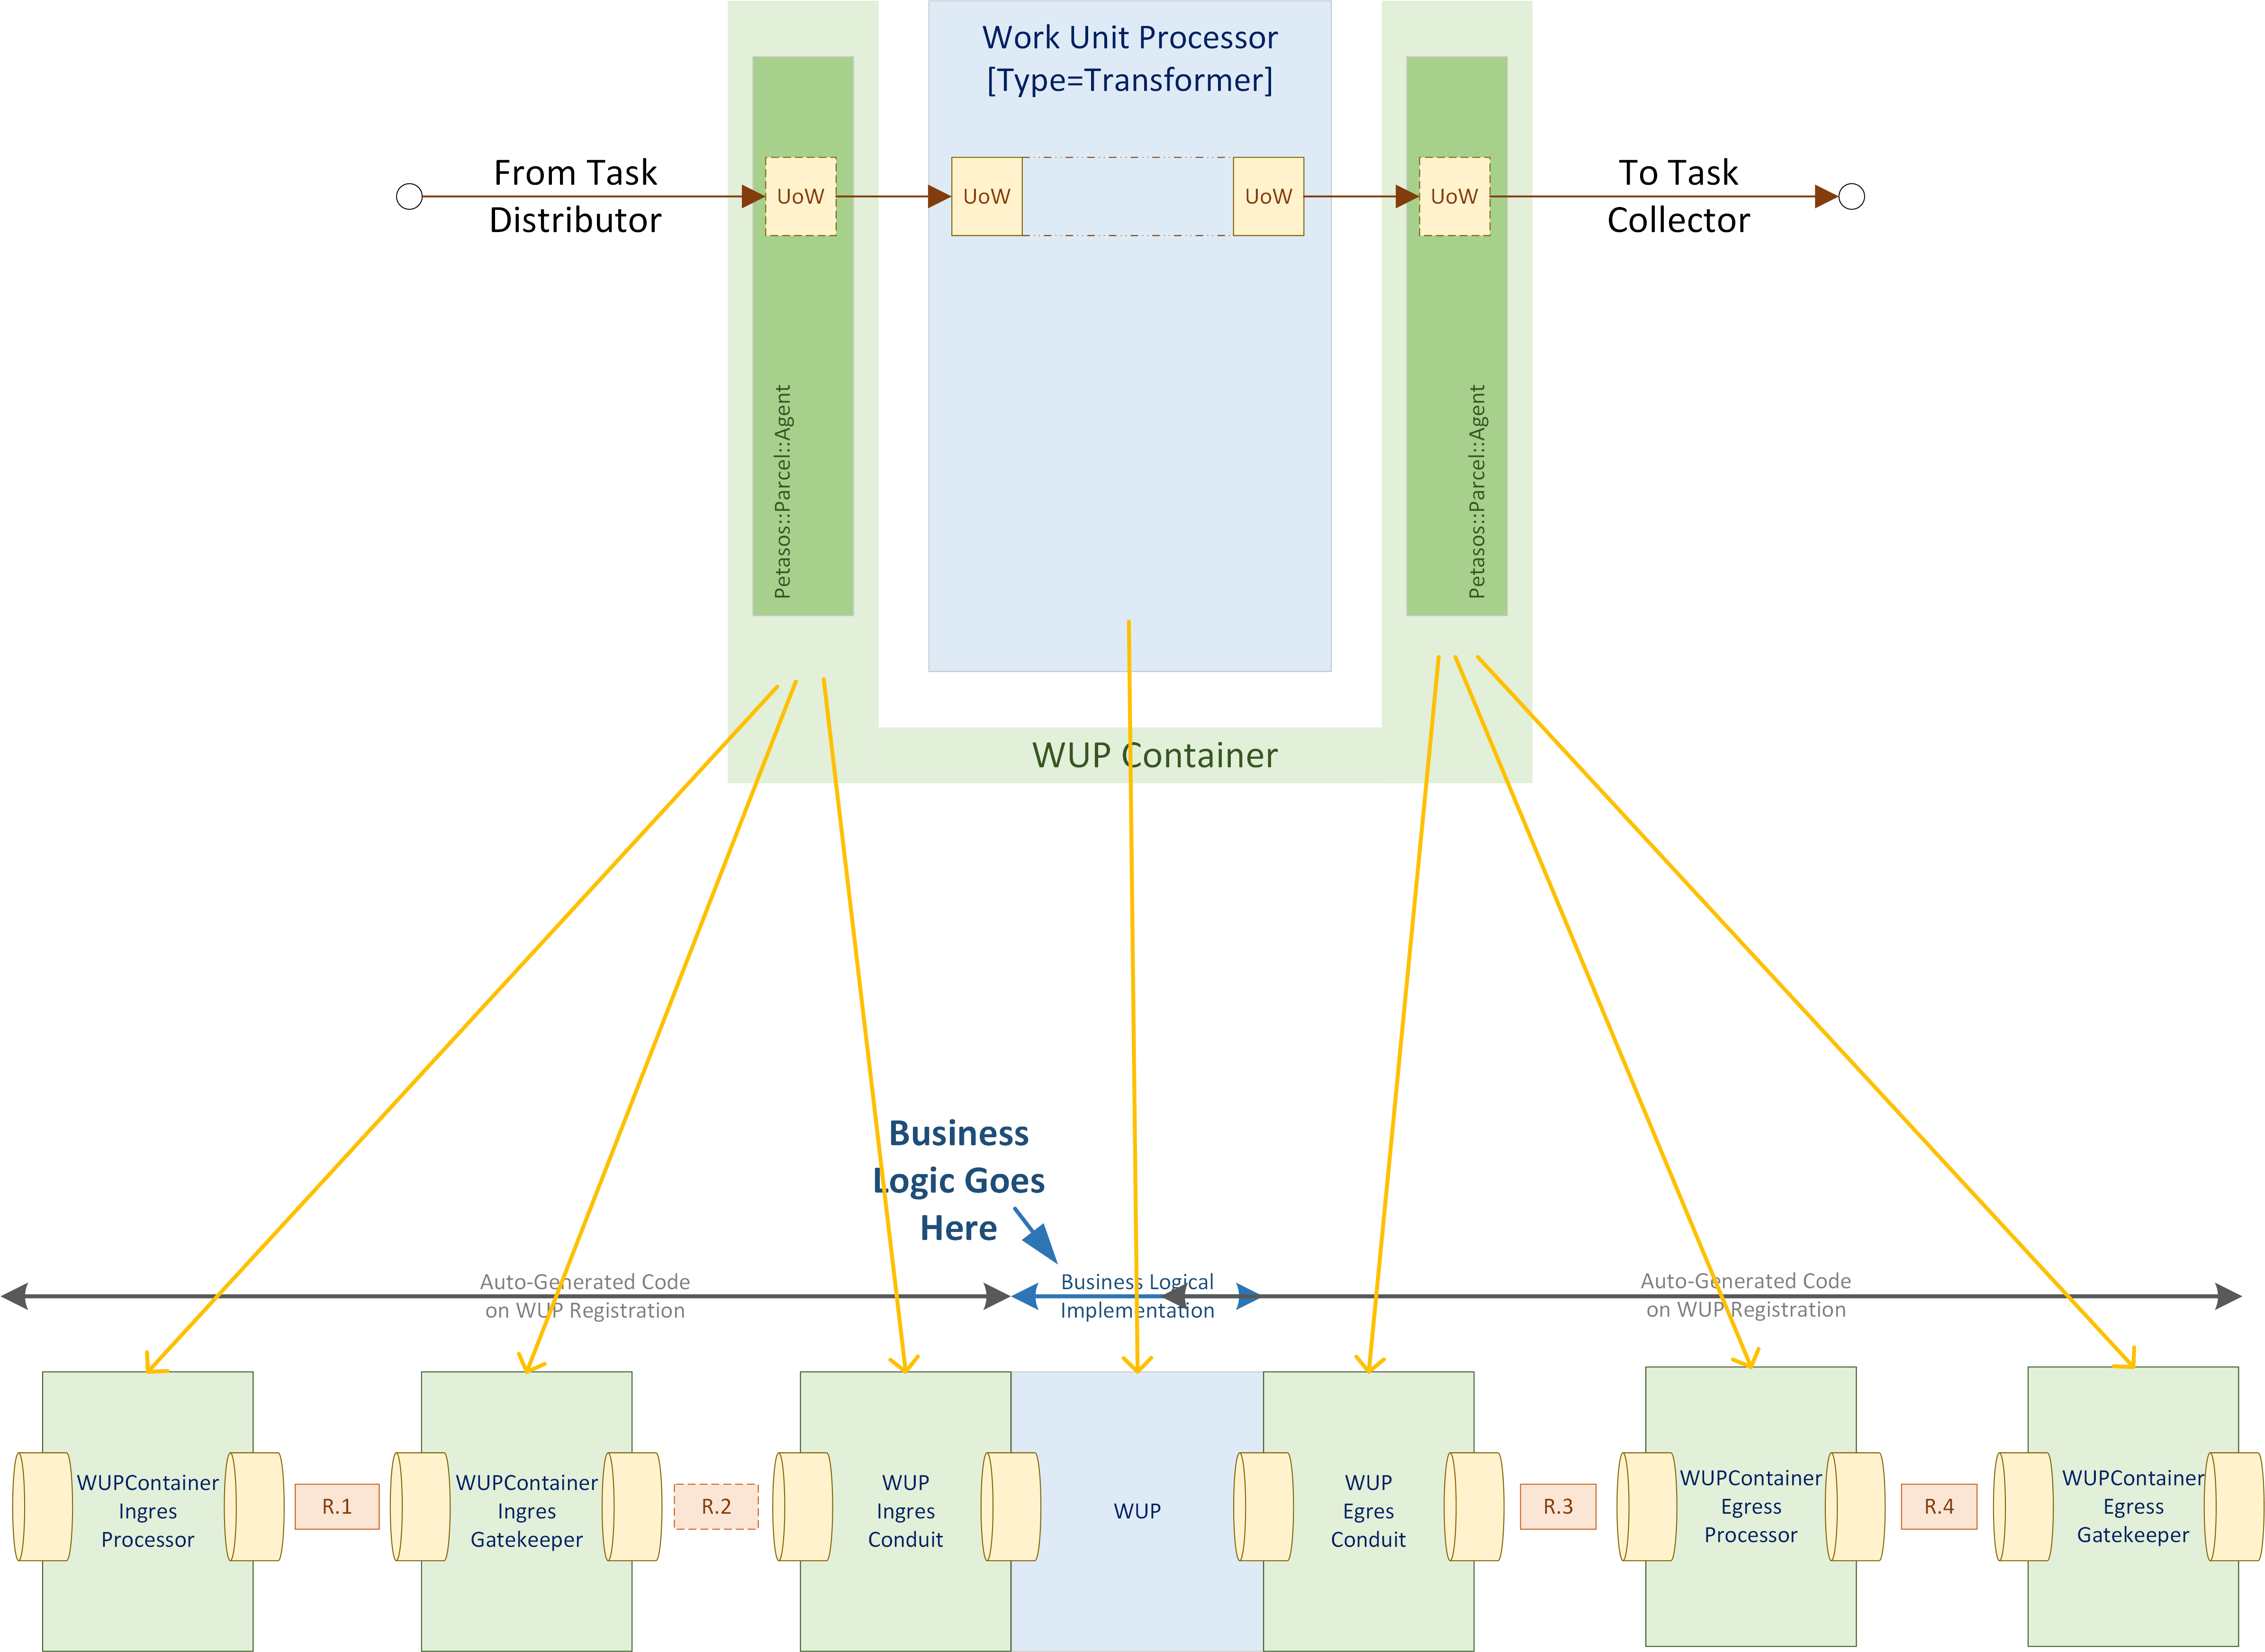 Work Unit Processor
[Type=Transformer]
From Task
Distributor
UoW
UoW
UoW
UoW
To Task
Collector
Petasos::Parcel::Agent
Petasos::Parcel::Agent
WUP Container
Business
Logic Goes
Here
Auto-Generated Code
on WUP Registration
Business Logical
Implementation
Auto-Generated Code
on WUP Registration
WUPContainer
Ingres
Processor
R.1
WUPContainer
Ingres
Gatekeeper
R.2
WUP
Ingres
Conduit
WUP
WUP
Egres
Conduit
R.3
WUPContainer
Egress
Processor
R.4
WUPContainer
Egress
Gatekeeper